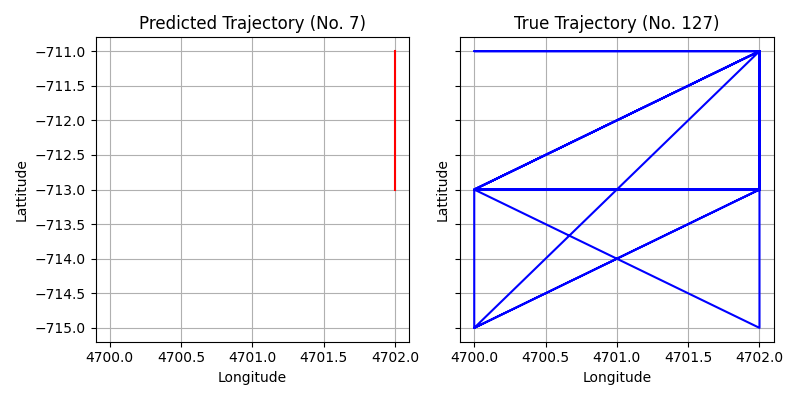 Predicted Trajectory (No. 7)
True Trajectory (No. 127)
−711.0
−711.5
−712.0
−712.5
−713.0
−713.5
−714.0
−714.5
−715.0
Lattitude
Lattitude
4700.0 4700.5 4701.0 4701.5 4702.0
4700.0 4700.5 4701.0 4701.5 4702.0
Longitude
Longitude